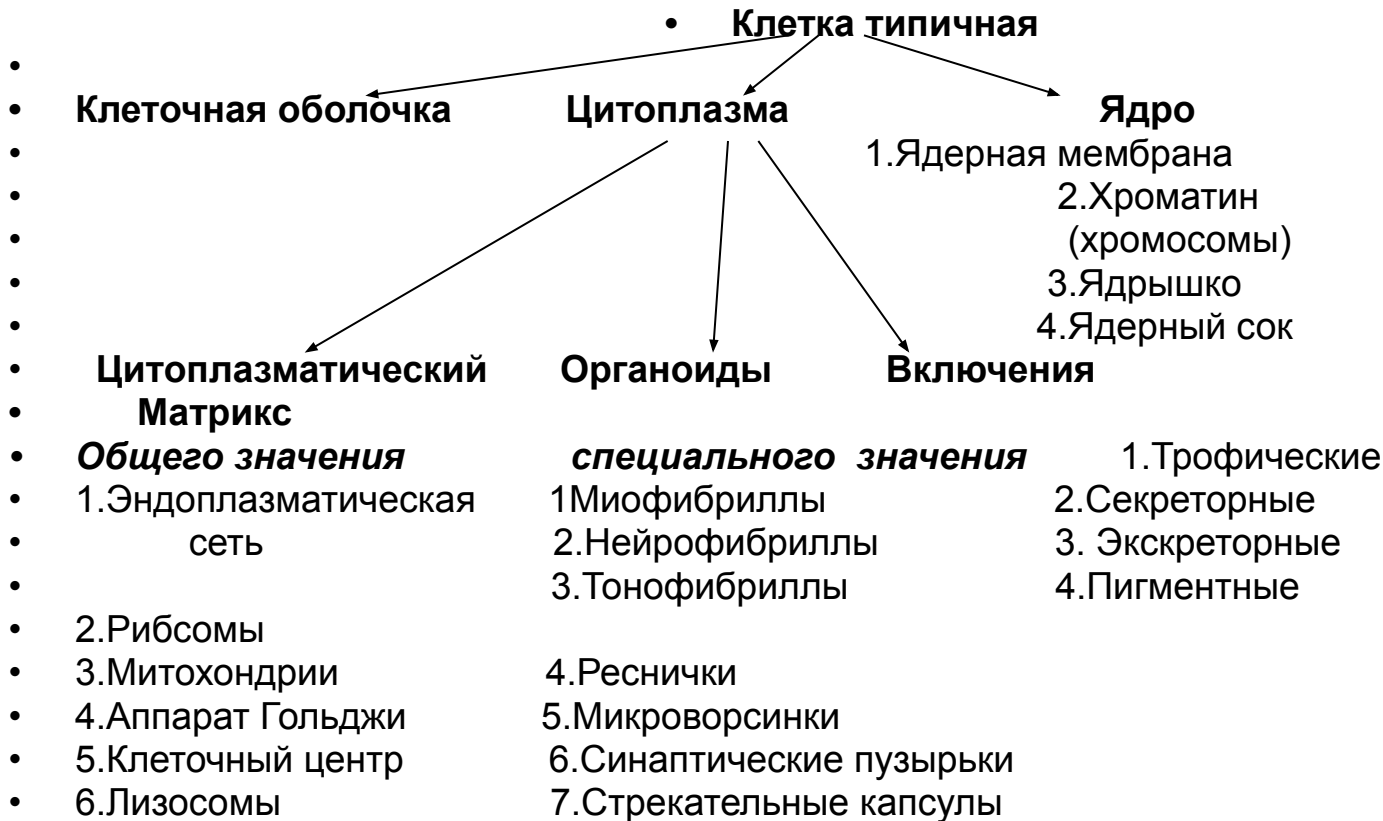 • Клетка типичная
•
• Клеточная оболочка Цитоплазма Ядро
• 1.Ядерная мембрана
• 2.Хроматин
• (хромосомы)
• 3.Ядрышко
• 4.Ядерный сок
• Цитоплазматический Органоиды Включения
• Матрикс
• Общего значения специального значения 1.Трофические
• 1.Эндоплазматическая 1Миофибриллы 2.Секреторные
• сеть 2.Нейрофибриллы 3. Экскреторные
• 3.Тонофибриллы 4.Пигментные
• 2.Рибсомы
• 3.Митохондрии 4.Реснички
• 4.Аппарат Гольджи 5.Микроворсинки
• 5.Клеточный центр 6.Синаптические пузырьки
• 6.Лизосомы 7.Стрекательные капсулы